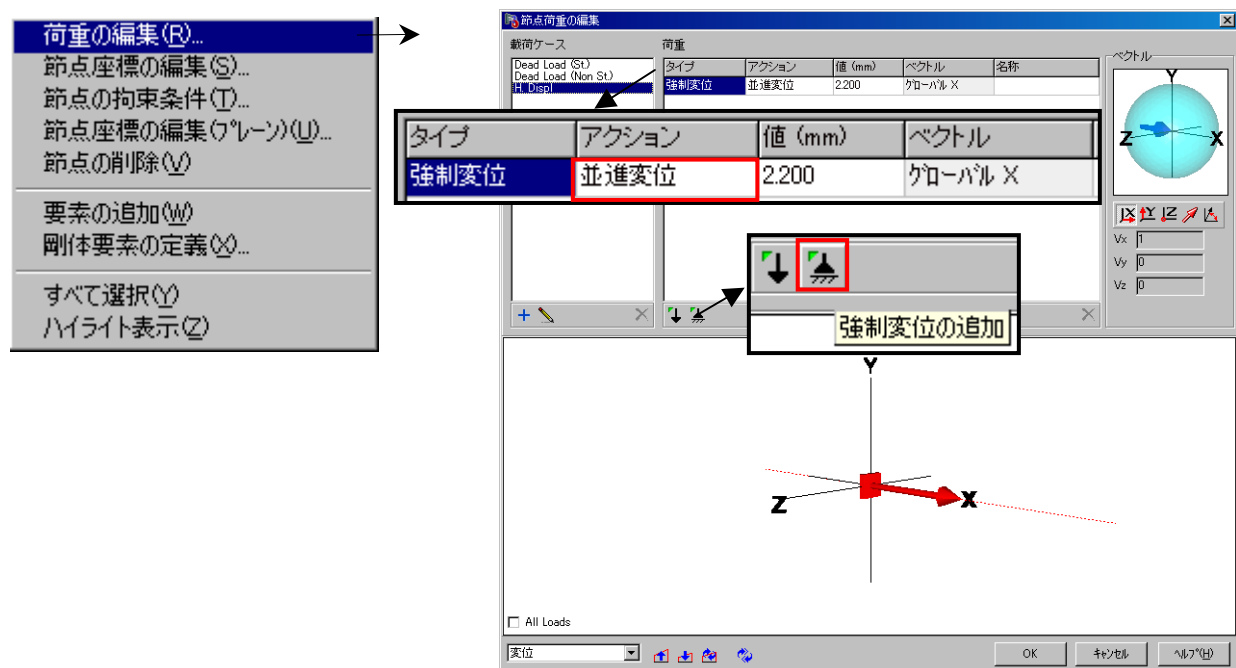 荷重の編集(R)...
節点座標の編集(S)...
節点の拘束条件(T)...
節点座標の編集(プレーン)(U)...
節点の削除(V)
要素の追加(W)
剛体要素の定義(X)...
すべて選択(Y)
ハイライト表示(Z)
節点荷重の編集
載荷ケース
Dead Load (St.)
Dead Load (Non St.)
H. Displ
荷重
タイプ アクション 値 (mm) ベクトル 名称
強制変位 並進変位 2.200 グローバル X
タイプ アクション 値 (mm) ベクトル
強制変位 並進変位 2.200 グローバル X
ベクトル
Y
Z X
X Y Z
Vx 1
Vy 0
Vz 0
強制変位の追加
Y
Z X
All Loads
変位
OK キャンセル ヘルプ(H)